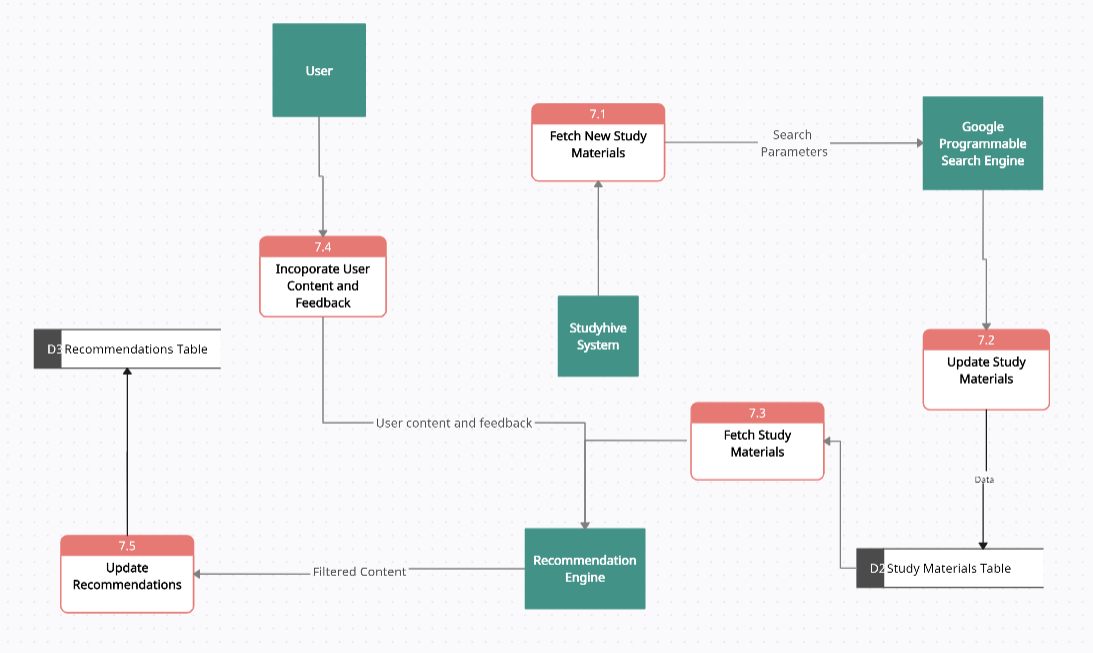 User
7.1
Fetch New Study
Materials
Search
Parameters
Google
Programmable
Search Engine
7.4
Incoporate User
Content and
Feedback
Studyhive
System
D3 Recommendations Table
7.2
Update Study
Materials
7.3
Fetch Study
Materials
User content and feedback
Data
7.5
Update
Recommendations
Filtered Content
Recommendation
Engine
D2 Study Materials Table